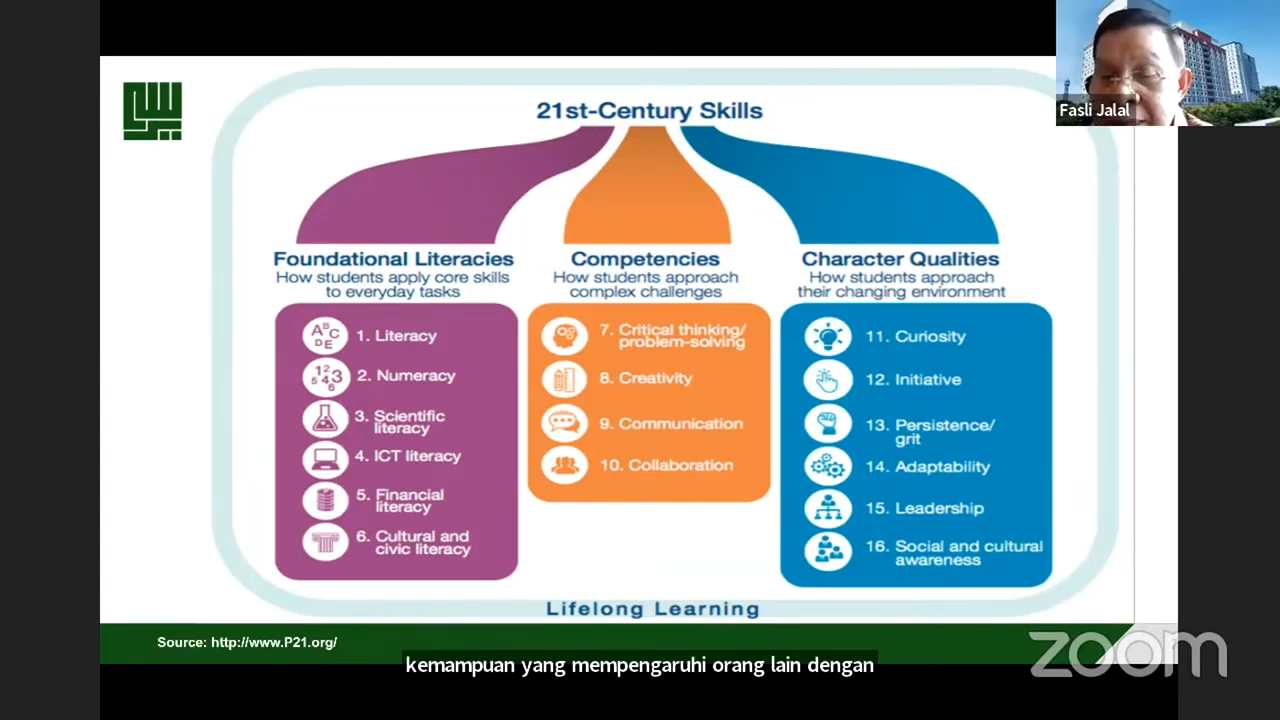 Fasli Jalal
21st-Century Skills
Foundational Literacies
How students apply core skills
to everyday tasks
ABCDE
1. Literacy
2. Numeracy
3. Scientific
literacy
4. ICT literacy
5. Financial
literacy
6. Cultural and
civic literacy
Competencies
How students approach
complex challenges
7. Critical thinking/
problem-solving
8. Creativity
9. Communication
10. Collaboration
Character Qualities
How students approach
their changing environment
11. Curiosity
12. Initiative
13. Persistence/
grit
14. Adaptability
15. Leadership
16. Social and cultural
awareness
Lifelong Learning
Source: http://www.P21.org/
zoom
kemampuan yang mempengaruhi orang lain dengan